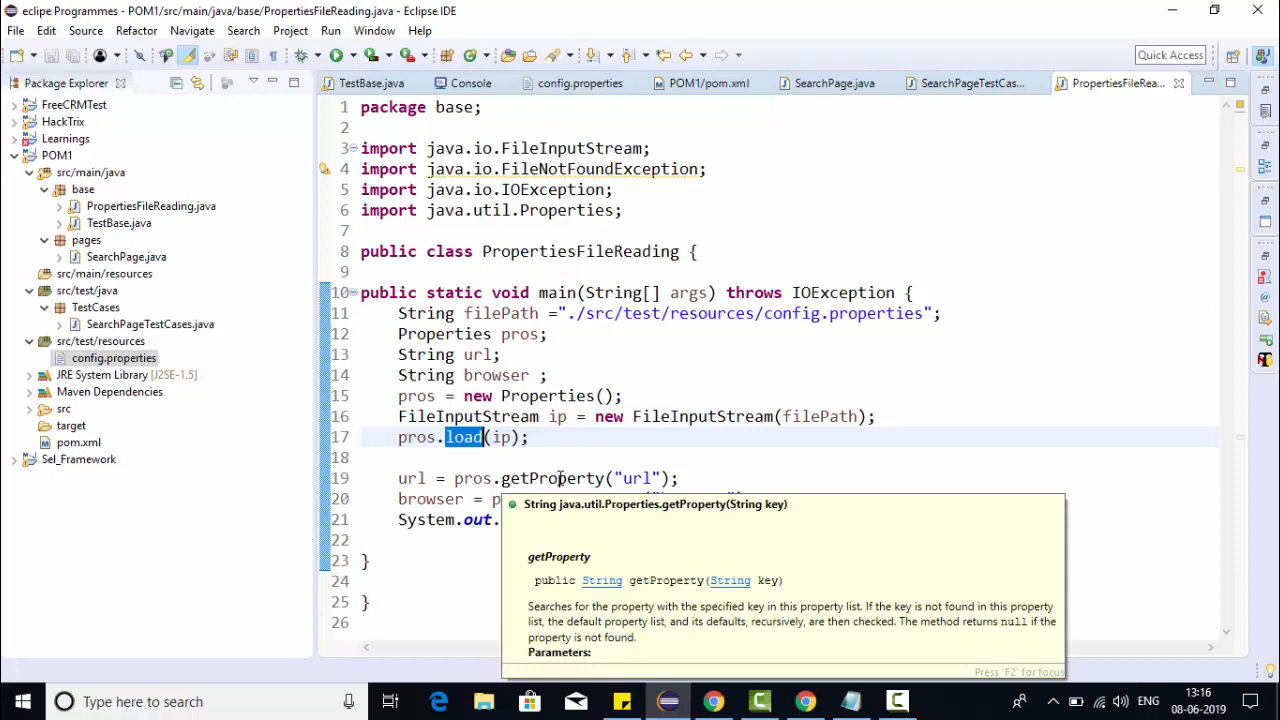 eclipe Programmes - POM1/src/main/java/base/PropertiesFileReading.java - Eclipse IDE
File Edit Source Refactor Navigate Search Project Run Window Help
Quick Access
Package Explorer
FreeCRMTest
HackTrix
Learnings
POM1
src/main/java
base
PropertiesFileReading.java
TestBase.java
pages
SearchPage.java
src/main/resources
src/test/java
TestCases
SearchPageTestCases.java
src/test/resources
config.properties
JRE System Library [J2SE-1.5]
Maven Dependencies
src
target
pom.xml
Sel_Framework
TestBase.java Console config.properties POM1/pom.xml SearchPage.java SearchPageTestCas... PropertiesFileRea...
1 package base;
2
3 import java.io.FileInputStream;
4 import java.io.FileNotFoundException;
5 import java.io.IOException;
6 import java.util.Properties;
7
8 public class PropertiesFileReading {
9
10 public static void main(String[] args) throws IOException {
11 String filePath ="./src/test/resources/config.properties";
12 Properties pros;
13 String url;
14 String browser ;
15 pros = new Properties();
16 FileInputStream ip = new FileInputStream(filePath);
17 pros.load(ip);
18
19 url = pros.getProperty("url");
20 browser = p
21 System.out.
22
23 }
24
25 }
26
String java.util.Properties.getProperty(String key)
getProperty
public String getProperty(String key)
Searches for the property with the specified key in this property list. If the key is not found in this property
list, the default property list, and its defaults, recursively, are then checked. The method returns null if the
property is not found.
Parameters:
Press 'F2' for focus
Type here to search
ENG
13:16
08-06-2019